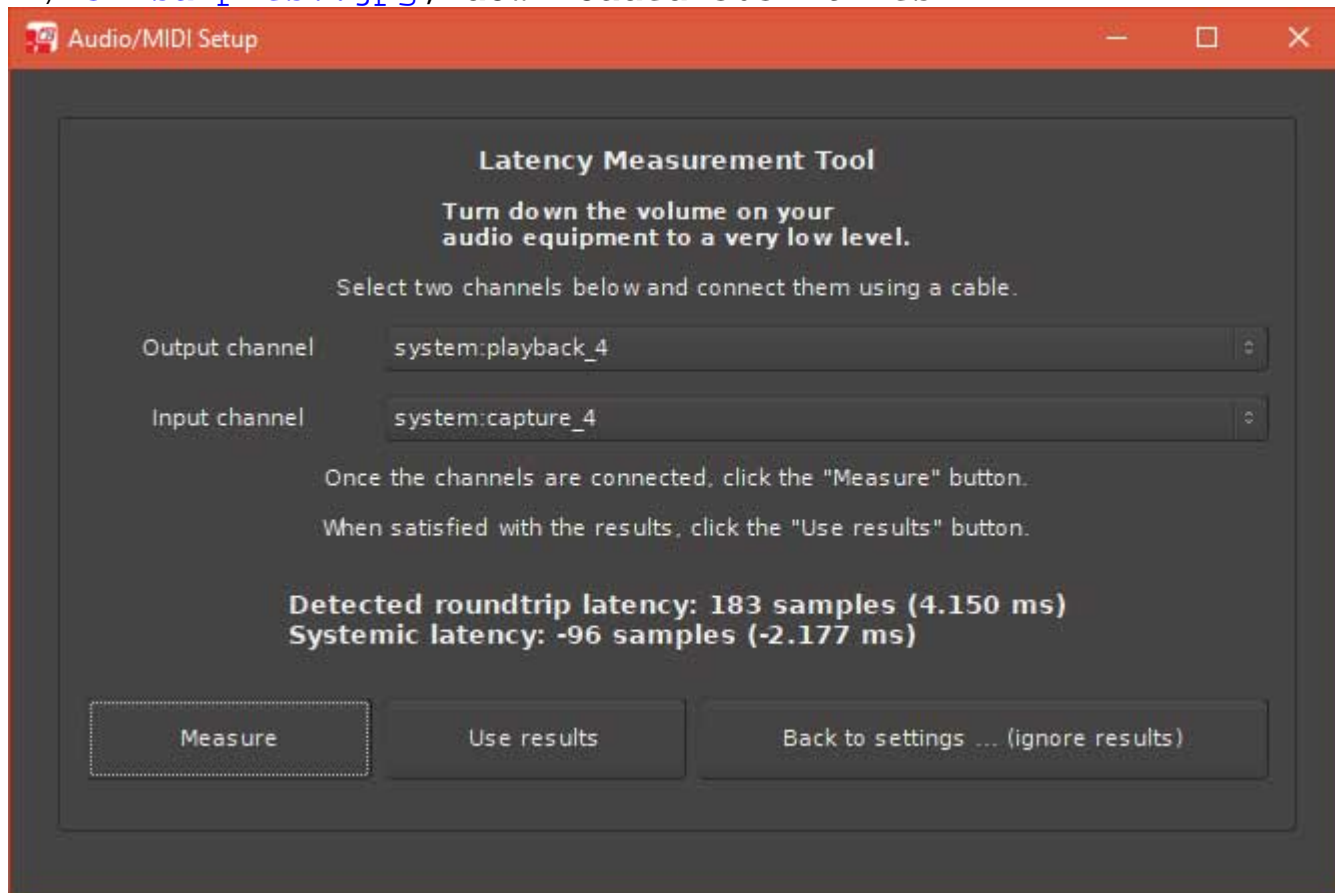 Audio/MIDI Setup
Latency Measurement Tool
Turn down the volume on your
audio equipment to a very low level.
Select two channels below and connect them using a cable.
Output channel system:playback_4
Input channel system:capture_4
Once the channels are connected, click the "Measure" button.
When satisfied with the results, click the "Use results" button.
Detected roundtrip latency: 183 samples (4.150 ms)
Systemic latency: -96 samples (-2.177 ms)
Measure Use results Back to settings ... (ignore results)